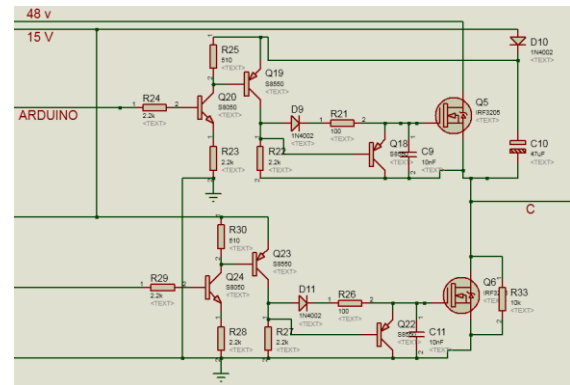 48 v
15 V
D10
1N4002
<TEXT>
R25
510
<TEXT>
Q19
S8550
<TEXT>
Q20
S8050
<TEXT>
R24
2.2k
<TEXT>
ARDUINO
D9
1N4002
<TEXT>
R21
100
<TEXT>
Q5
IRF3205
<TEXT>
R23
2.2k
<TEXT>
R22
2.2k
<TEXT>
Q18
<TEXT>
C9
10nF
<TEXT>
C10
47uF
<TEXT>
C
R30
510
<TEXT>
Q23
S8550
<TEXT>
Q24
S8050
<TEXT>
R29
2.2k
<TEXT>
D11
1N4002
<TEXT>
R26
100
<TEXT>
Q6
<TEXT>
R33
10k
<TEXT>
R28
2.2k
<TEXT>
R27
2.2k
<TEXT>
Q22
<TEXT>
C11
10nF
<TEXT>